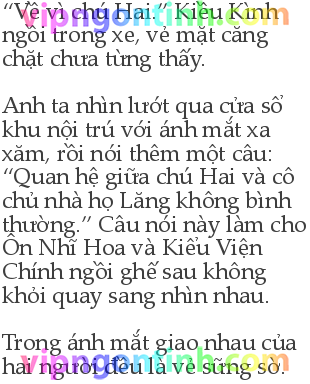 “Về vì chú Hai.” Kiều Kình
ngồi trong xe, vẻ mặt căng
chặt chưa từng thấy.
Anh ta nhìn lướt qua cửa sổ
khu nội trú với ánh mắt xa
xăm, rồi nói thêm một câu:
“Quan hệ giữa chú Hai và cô
chủ nhà họ Lăng không bình
thường.” Câu nói này làm cho
Ôn Nhĩ Hoa và Kiểu Viện
Chính ngồi ghế sau không
khỏi quay sang nhìn nhau.
Trong ánh mắt giao nhau của
hai người đều là vẻ sững sờ.
vipngontinh.com
vipngontinh.com